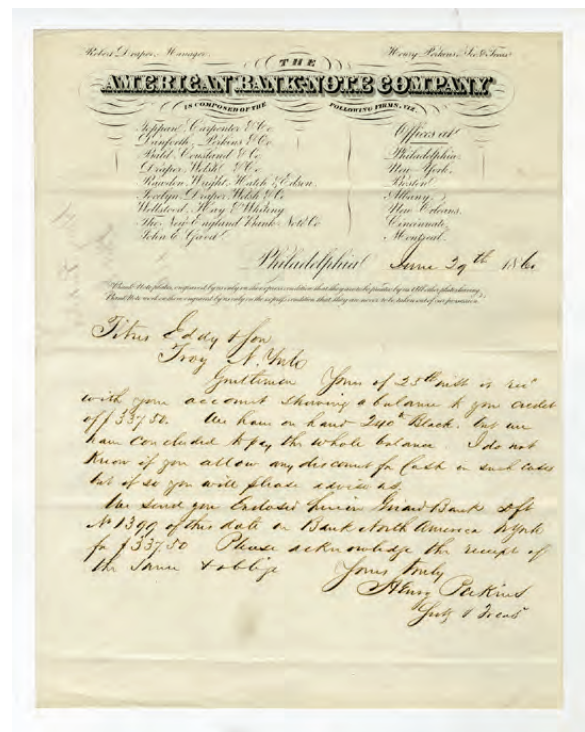 Robert Draper, Manager.
Henry Perkins, Sec. & Treas.
THE
AMERICAN BANK-NOTE COMPANY
IS COMPOSED OF THE FOLLOWING FIRMS, VIZ.
Toppan, Carpenter & Co.
Danforth, Perkins & Co.
Bald, Cousland & Co.
Draper, Welsh & Co.
Rawdon, Wright, Hatch & Edson.
Jocelyn, Draper, Welsh & Co.
Wellstood, Hay & Whiting
The New England Bank Note Co.
John E. Gavit.
Offices at
Philadelphia.
New York.
Boston.
Albany.
New Orleans.
Cincinnati.
Montreal.
Philadelphia June 29th 1860
Titus Eddy & Son
Troy N York
Gentlemen Yours of 25th inst is recd
with your account showing a balance to your credit
of $337.50. We have on hand 240 lb Black. but we
have concluded to pay the whole balance I do not
know if you allow any discount for Cash in such cases
but if so you will please advise us.
We send you Enclosed herein Girard Bank dft
No 1399 of this date on Bank North America N York
for $337.50 Please acknowledge the receipt of
the same & oblige
Yours truly
Henry Perkins
Secty & Treas